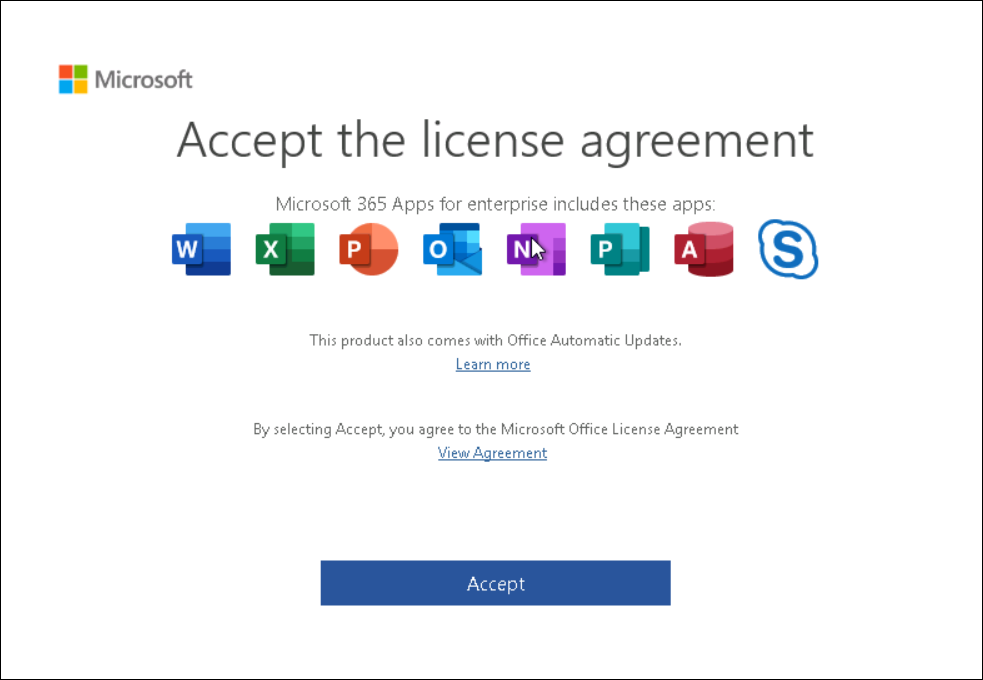 Microsoft
Accept the license agreement
Microsoft 365 Apps for enterprise includes these apps:
W X P O N P A S
This product also comes with Office Automatic Updates.
Learn more
By selecting Accept, you agree to the Microsoft Office License Agreement
View Agreement
Accept